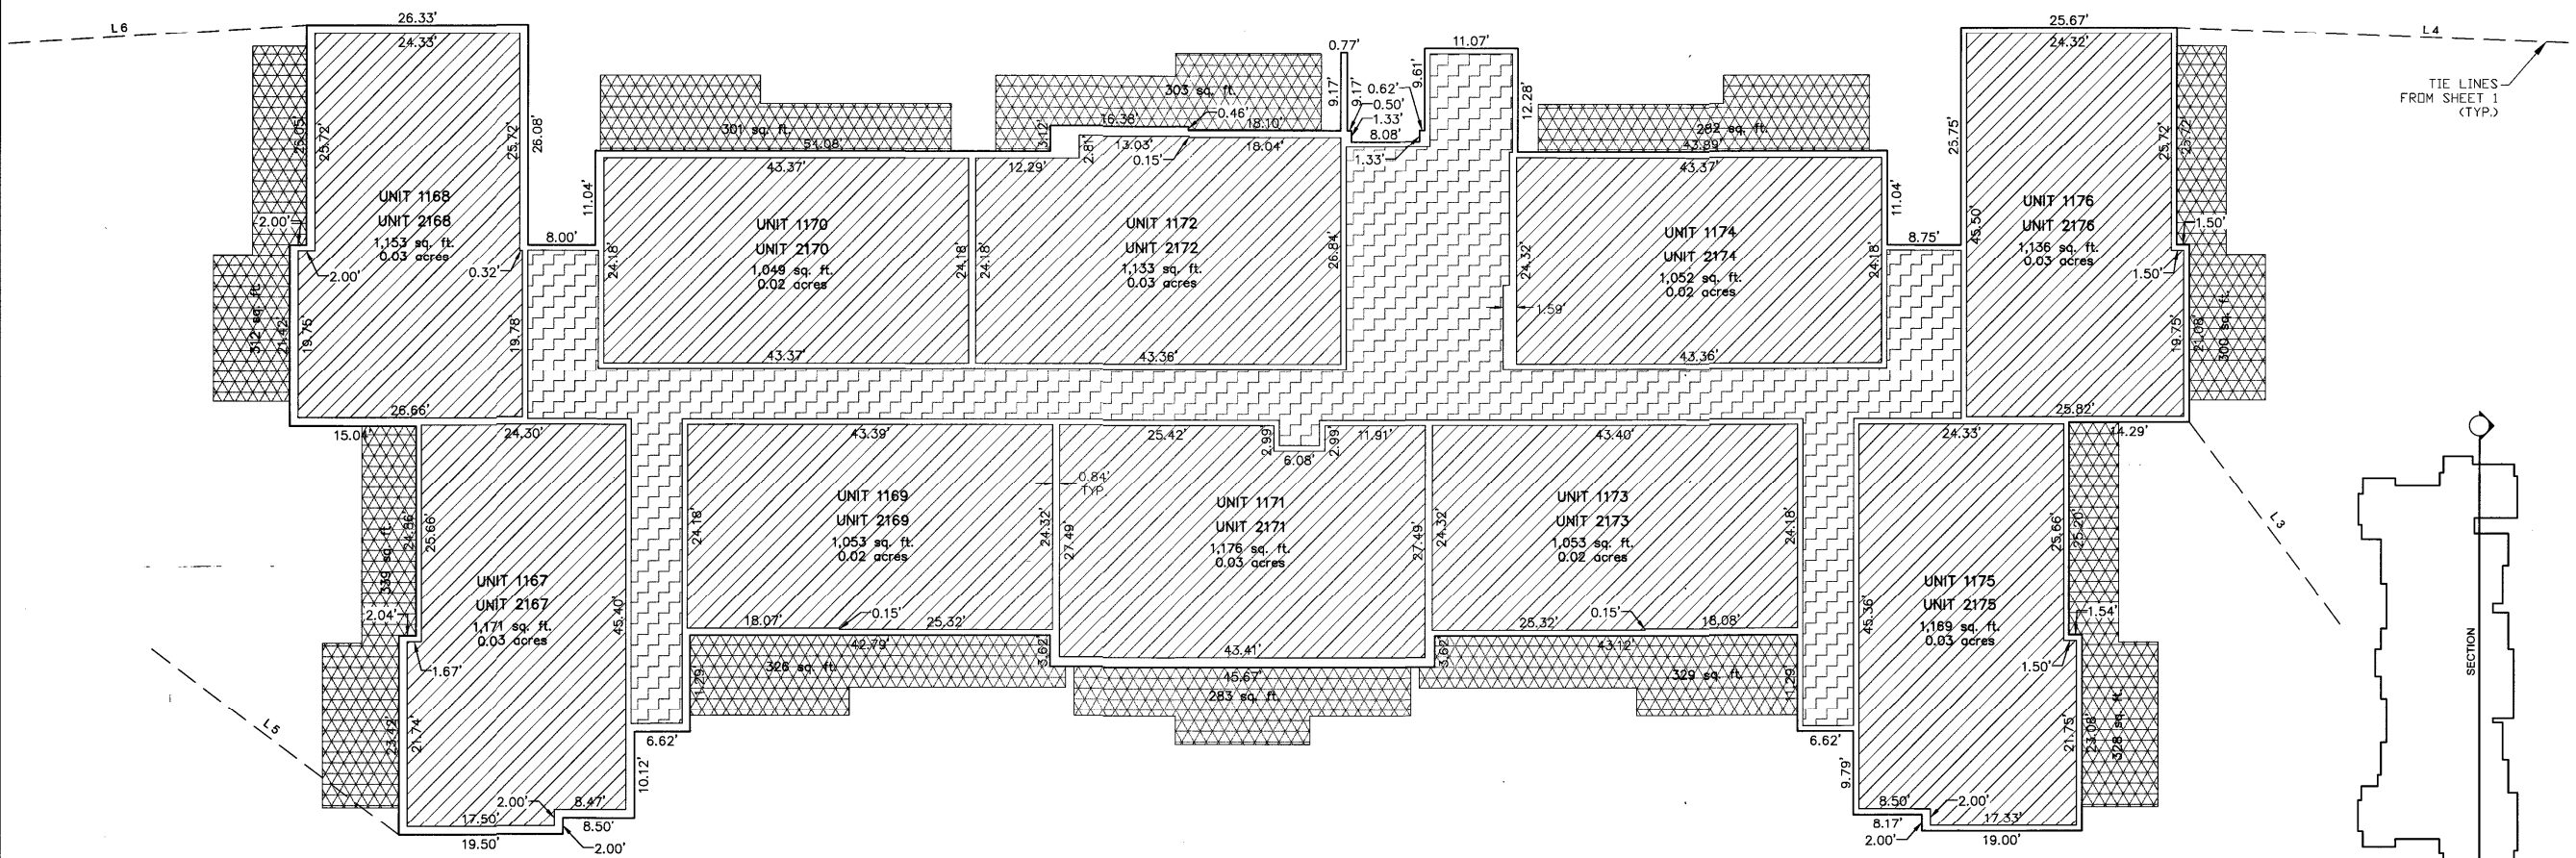 26.33'
25.67'
L6
L4
24.33'
0.77'
11.07'
24.32'
TIE LINES
FROM SHEET 1
(TYP.)
9.17'
9.17'
0.62'
9.61'
303 sq. ft.
0.50'
1.33'
12.28'
0.46'
16.38'
18.10'
8.08'
301 sq. ft.
282 sq. ft.
25.05'
25.72'
25.72'
26.08'
54.08'
3.12'
2.81'
13.03'
0.15'
18.04'
1.33'
43.89'
25.75'
25.72'
25.72'
43.37'
12.29'
43.37'
UNIT 1168
UNIT 2168
1,153 sq. ft.
0.03 acres
11.04'
UNIT 1170
UNIT 2170
1,049 sq. ft.
0.02 acres
UNIT 1172
UNIT 2172
1,133 sq. ft.
0.03 acres
UNIT 1174
UNIT 2174
1,052 sq. ft.
0.02 acres
11.04'
UNIT 1176
UNIT 2176
1,136 sq. ft.
0.03 acres
2.00'
8.00'
24.18'
24.18'
24.18'
26.84'
24.32'
24.18'
8.75'
45.50'
1.50'
2.00'
0.32'
1.50'
1.59'
312 sq. ft.
21.42'
19.75'
19.78'
43.37'
43.36'
43.36'
19.75'
21.08'
300 sq. ft.
26.66'
25.82'
15.04'
24.30'
43.39'
25.42'
2.99'
2.99'
11.91'
43.40'
24.33'
14.29'
6.08'
0.84'
TYP
L3
UNIT 1169
UNIT 2169
1,053 sq. ft.
0.02 acres
UNIT 1171
UNIT 2171
1,176 sq. ft.
0.03 acres
UNIT 1173
UNIT 2173
1,053 sq. ft.
0.02 acres
339 sq. ft.
24.86'
25.66'
24.18'
24.32'
27.49'
27.49'
24.32'
24.18'
25.66'
25.20'
UNIT 1167
UNIT 2167
1,171 sq. ft.
0.03 acres
UNIT 1175
UNIT 2175
1,169 sq. ft.
0.03 acres
2.04'
45.40'
18.07'
0.15'
25.32'
25.32'
0.15'
18.08'
45.36'
1.54'
1.67'
42.79'
3.62'
43.41'
3.62'
43.12'
1.50'
326 sq. ft.
45.67'
283 sq. ft.
329 sq. ft.
11.29'
SECTION
L5
23.42'
21.74'
6.62'
6.62'
21.75'
23.08'
328 sq. ft.
10.12'
9.79'
2.00'
8.47'
8.50'
2.00'
17.50'
8.50'
8.17'
17.33'
19.50'
2.00'
2.00'
19.00'